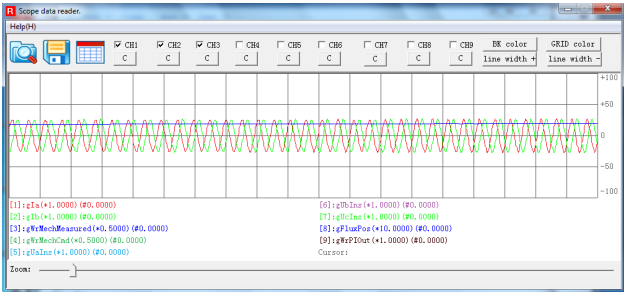 R Scope data reader.
Help(H)
CH1 CH2 CH3 CH4 CH5 CH6 CH7 CH8 CH9 BK color GRID color
C C C C C C C C C line width + line width -
+100
+50
0
-50
-100
[1]:gIa(*1.0000)(#0.0000)
[2]:gIb(*1.0000)(#0.0000)
[3]:gWrMechMeasured(*0.5000)(#0.0000)
[4]:gWrMechCmd(*0.5000)(#0.0000)
[5]:gUaIns(*1.0000)(#0.0000)
[6]:gUbIns(*1.0000)(#0.0000)
[7]:gUcIns(*1.0000)(#0.0000)
[8]:gFluxPos(*10.0000)(#0.0000)
[9]:gWrPIOut(*1.0000)(#0.0000)
Cursor:
Zoom: